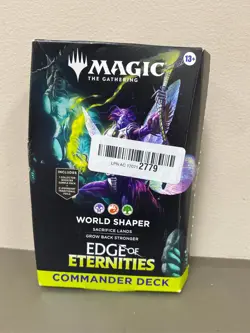 MAGIC
THE GATHERING
13+
INCLUDES
2779
WORLD SHAPER
SACRIFICE LANDS
GROW BACK STRONGER
EDGE OF
ETERNITIES
COMMANDER DECK